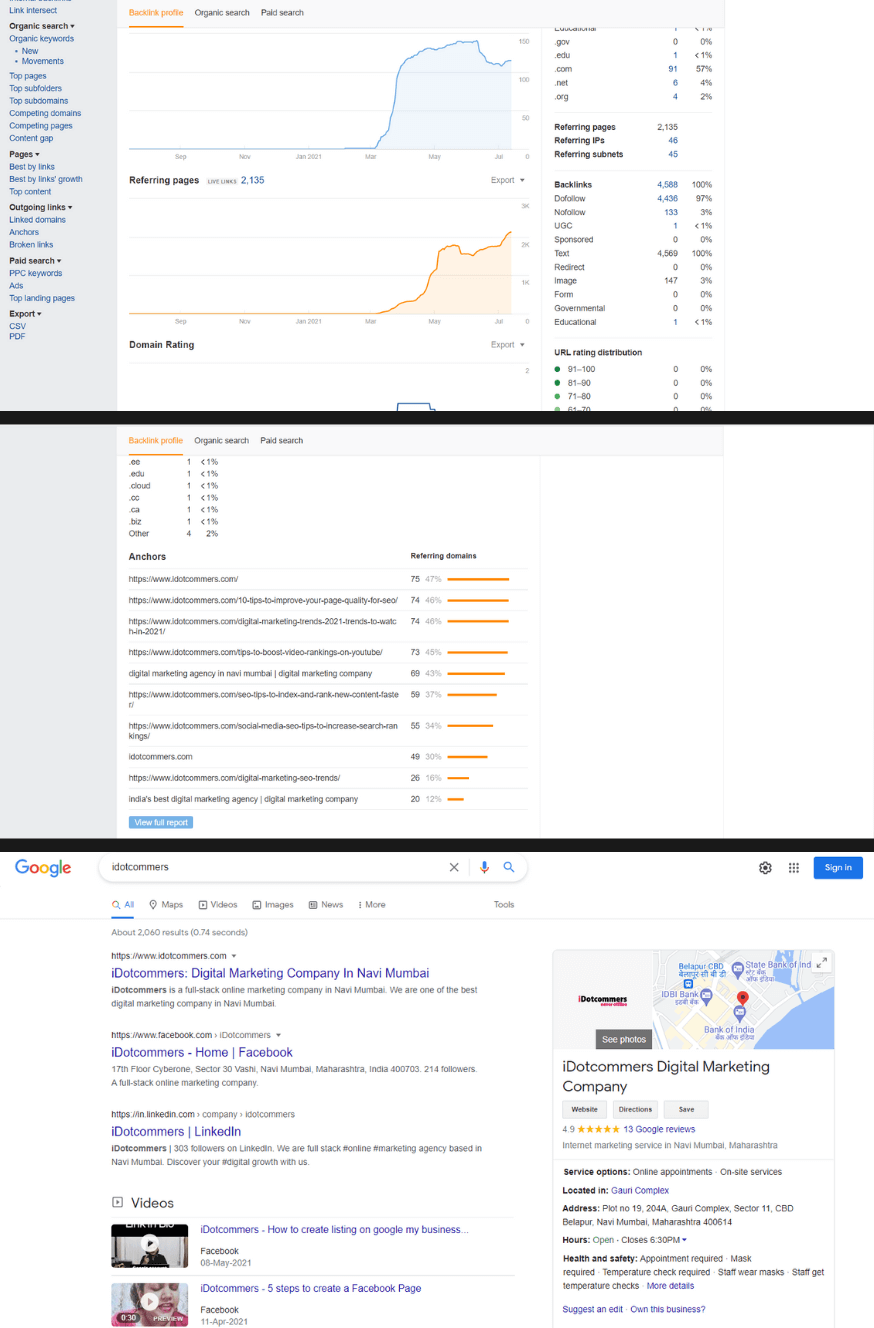 Link intersect
Organic search ▾
Organic keywords
• New
• Movements
Top pages
Top subfolders
Top subdomains
Competing domains
Competing pages
Content gap
Pages ▾
Best by links
Best by links' growth
Top content
Outgoing links ▾
Linked domains
Anchors
Broken links
Paid search ▾
PPC keywords
Ads
Top landing pages
Export ▾
CSV
PDF
Backlink profile Organic search Paid search
150
100
50
0
Sep Nov Jan 2021 Mar May Jul
Referring pages LIVE LINKS 2,135 Export ▾
3K
2K
1K
0
Sep Nov Jan 2021 Mar May Jul
Domain Rating Export ▾
2
Educational 1 <1%
.gov 0 0%
.edu 1 <1%
.com 91 57%
.net 6 4%
.org 4 2%
Referring pages 2,135
Referring IPs 46
Referring subnets 45
Backlinks 4,588 100%
Dofollow 4,436 97%
Nofollow 133 3%
UGC 1 <1%
Sponsored 0 0%
Text 4,569 100%
Redirect 0 0%
Image 147 3%
Form 0 0%
Governmental 0 0%
Educational 1 <1%
URL rating distribution
91–100 0 0%
81–90 0 0%
71–80 0 0%
61–70 0 0%
Backlink profile Organic search Paid search
.ee 1 <1%
.edu 1 <1%
.cloud 1 <1%
.cc 1 <1%
.ca 1 <1%
.biz 1 <1%
Other 4 2%
Anchors Referring domains
https://www.idotcommers.com/ 75 47%
https://www.idotcommers.com/10-tips-to-improve-your-page-quality-for-seo/ 74 46%
https://www.idotcommers.com/digital-marketing-trends-2021-trends-to-watc 74 46%
h-in-2021/
https://www.idotcommers.com/tips-to-boost-video-rankings-on-youtube/ 73 45%
digital marketing agency in navi mumbai | digital marketing company 69 43%
https://www.idotcommers.com/seo-tips-to-index-and-rank-new-content-faste 59 37%
r/
https://www.idotcommers.com/social-media-seo-tips-to-increase-search-ran 55 34%
kings/
idotcommers.com 49 30%
https://www.idotcommers.com/digital-marketing-seo-trends/ 26 16%
india's best digital marketing agency | digital marketing company 20 12%
View full report
Google
idotcommers
Sign in
All Maps Videos Images News More Tools
About 2,060 results (0.74 seconds)
https://www.idotcommers.com ▾
iDotcommers: Digital Marketing Company In Navi Mumbai
iDotcommers is a full-stack online marketing company in Navi Mumbai. We are one of the best
digital marketing company in Navi Mumbai.
https://www.facebook.com › iDotcommers ▾
iDotcommers - Home | Facebook
17th Floor Cyberone, Sector 30 Vashi, Navi Mumbai, Maharashtra, India 400703. 214 followers.
A full-stack online marketing company.
https://in.linkedin.com › company › idotcommers
iDotcommers | LinkedIn
iDotcommers | 303 followers on LinkedIn. We are full stack #online #marketing agency based in
Navi Mumbai. Discover your #digital growth with us.
Videos
iDotcommers - How to create listing on google my business...
Facebook
08-May-2021
iDotcommers - 5 steps to create a Facebook Page
Facebook
11-Apr-2021
0:30 PREVIEW
iDotcommers
never offline
See photos
Belapur CBD
बेलापूर सी बी डी
State Bank of Ind
स्टेट बँक
ऑफ इंडिया
IDBI Bank
इडबी बँक
Bank of India
बँक ऑफ इंडिया
iDotcommers Digital Marketing
Company
Website Directions Save
4.9 ★★★★★ 13 Google reviews
Internet marketing service in Navi Mumbai, Maharashtra
Service options: Online appointments · On-site services
Located in: Gauri Complex
Address: Plot no 19, 204A, Gauri Complex, Sector 11, CBD
Belapur, Navi Mumbai, Maharashtra 400614
Hours: Open · Closes 6:30PM ▾
Health and safety: Appointment required · Mask
required · Temperature check required · Staff wear masks · Staff get
temperature checks · More details
Suggest an edit · Own this business?